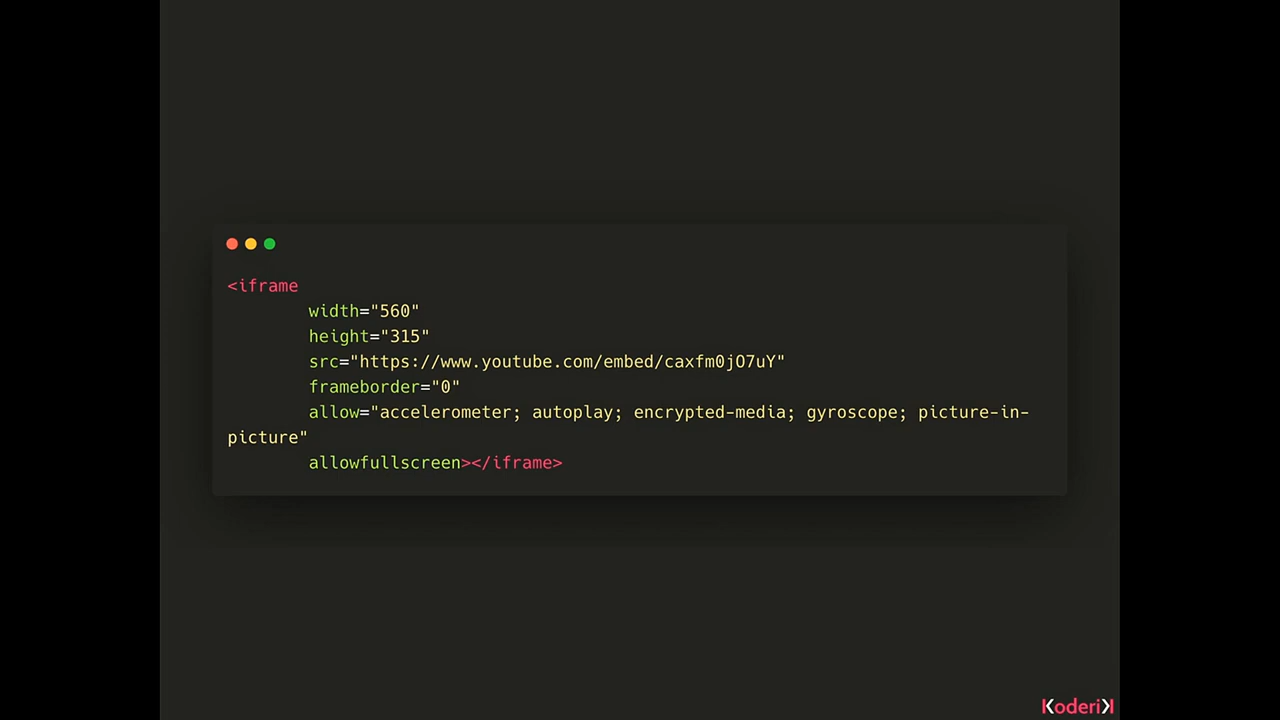 <iframe
width="560"
height="315"
src="https://www.youtube.com/embed/caxfm0jO7uY"
frameborder="0"
allow="accelerometer; autoplay; encrypted-media; gyroscope; picture-in-
picture"
allowfullscreen></iframe>
KoderiK